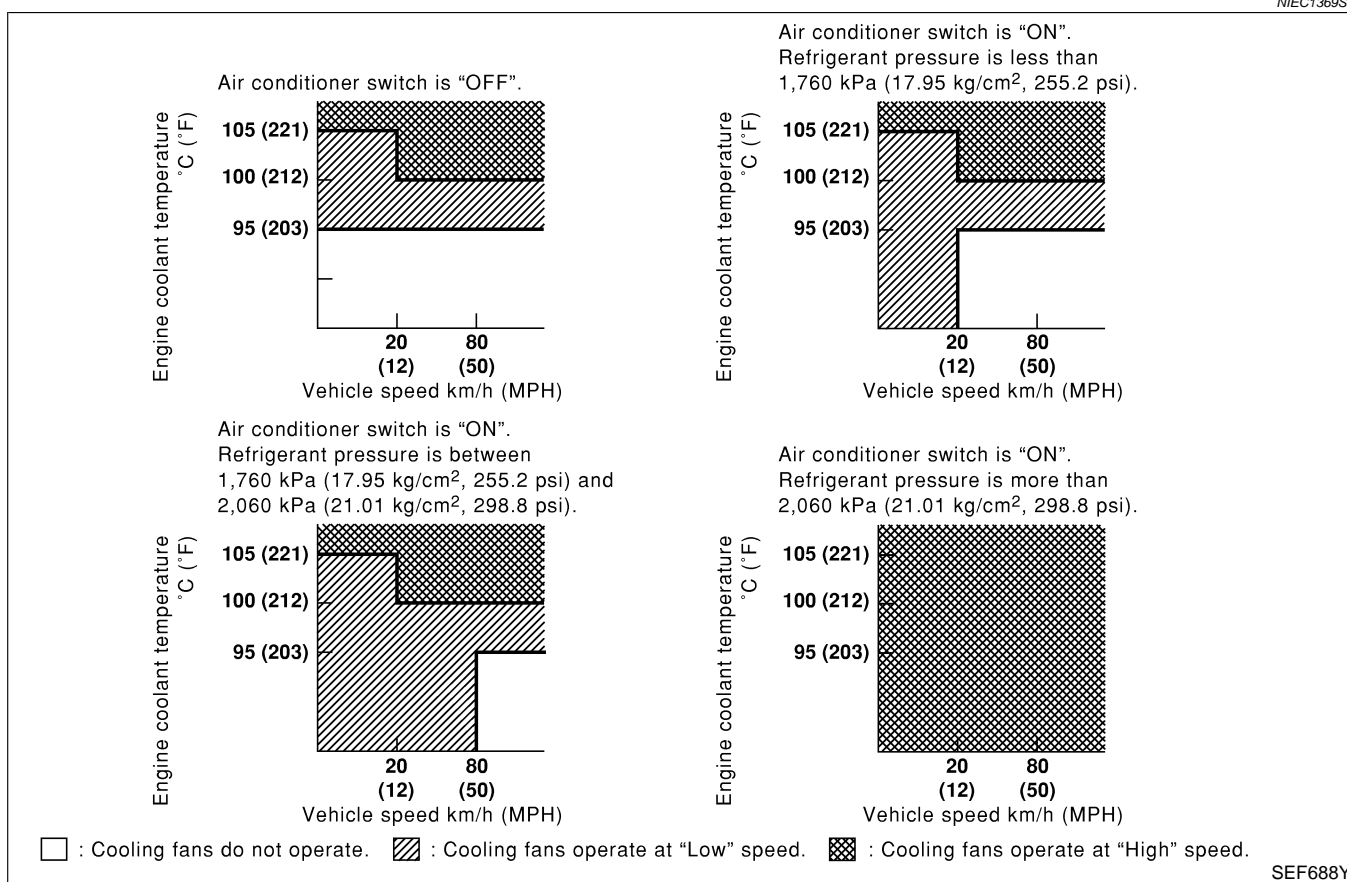 NIEC1369S
Air conditioner switch is “OFF”.
Engine coolant temperature
°C (°F)
105 (221)
100 (212)
95 (203)
20
80
(12)
(50)
Vehicle speed km/h (MPH)
Air conditioner switch is “ON”.
Refrigerant pressure is less than
1,760 kPa (17.95 kg/cm², 255.2 psi).
Engine coolant temperature
°C (°F)
105 (221)
100 (212)
95 (203)
20
80
(12)
(50)
Vehicle speed km/h (MPH)
Air conditioner switch is “ON”.
Refrigerant pressure is between
1,760 kPa (17.95 kg/cm², 255.2 psi) and
2,060 kPa (21.01 kg/cm², 298.8 psi).
Engine coolant temperature
°C (°F)
105 (221)
100 (212)
95 (203)
20
80
(12)
(50)
Vehicle speed km/h (MPH)
Air conditioner switch is “ON”.
Refrigerant pressure is more than
2,060 kPa (21.01 kg/cm², 298.8 psi).
Engine coolant temperature
°C (°F)
105 (221)
100 (212)
95 (203)
20
80
(12)
(50)
Vehicle speed km/h (MPH)
: Cooling fans do not operate.
: Cooling fans operate at “Low” speed.
: Cooling fans operate at “High” speed.
SEF688Y